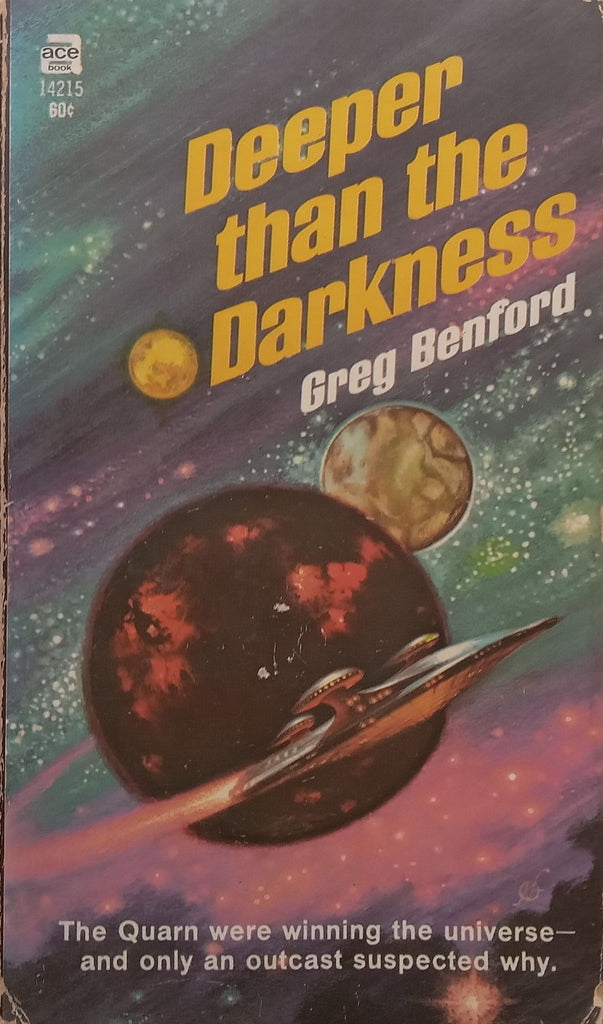 ace
book
14215
60¢
Deeper
than the
Darkness
Greg Benford
The Quarn were winning the universe—
and only an outcast suspected why.